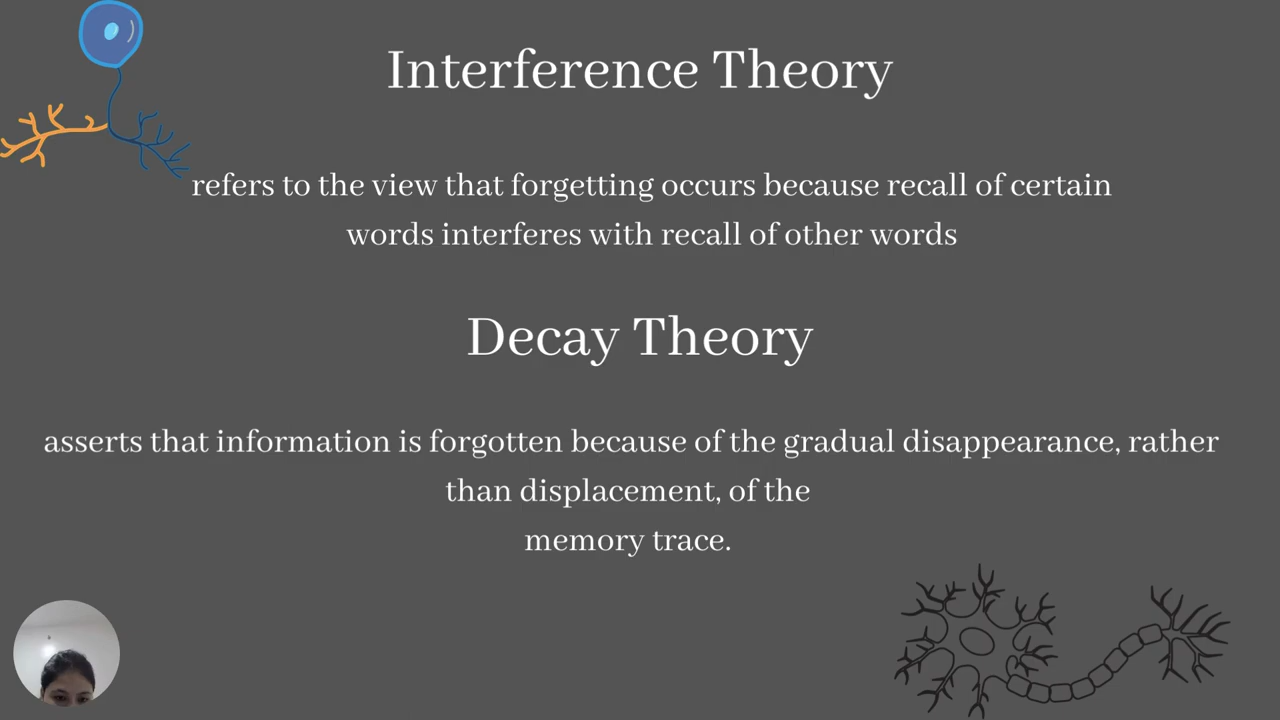 Interference Theory
refers to the view that forgetting occurs because recall of certain
words interferes with recall of other words
Decay Theory
asserts that information is forgotten because of the gradual disappearance, rather
than displacement, of the
memory trace.